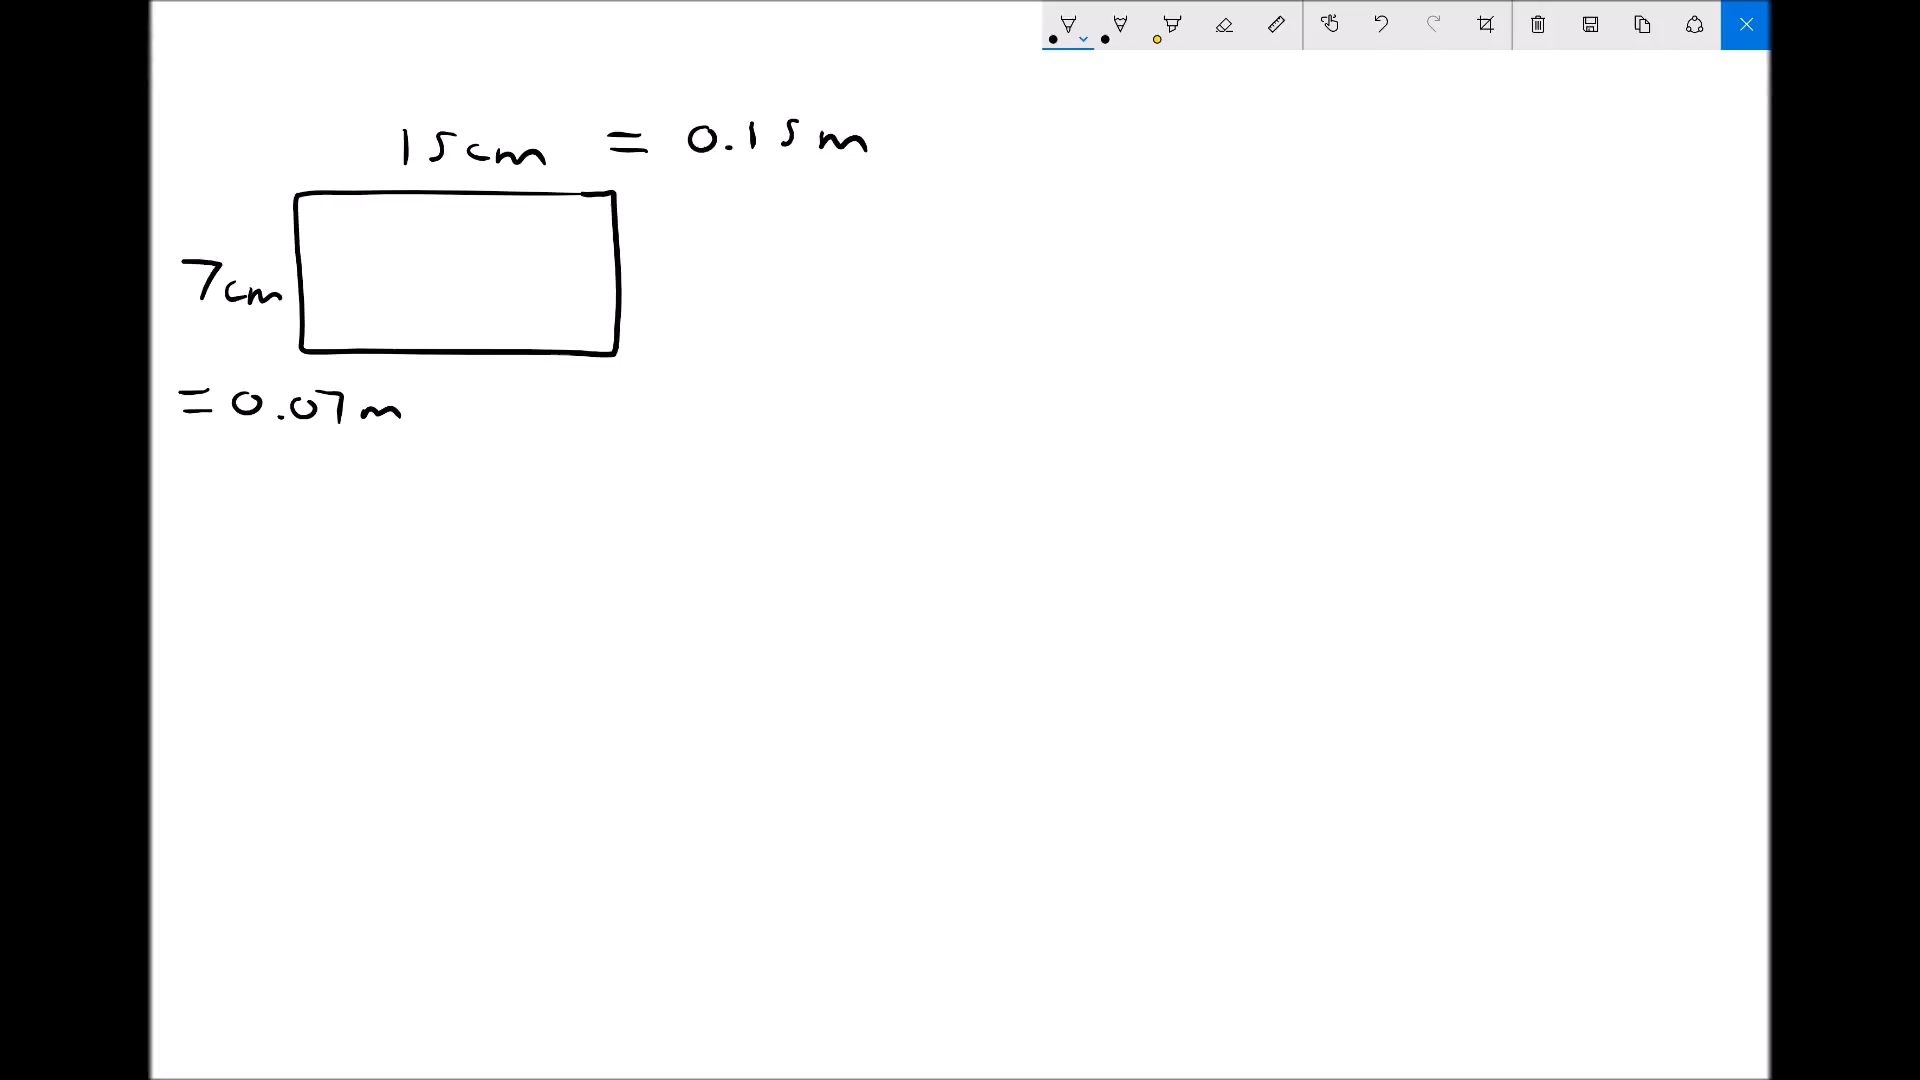 15cm = 0.15m
7cm
= 0.07m